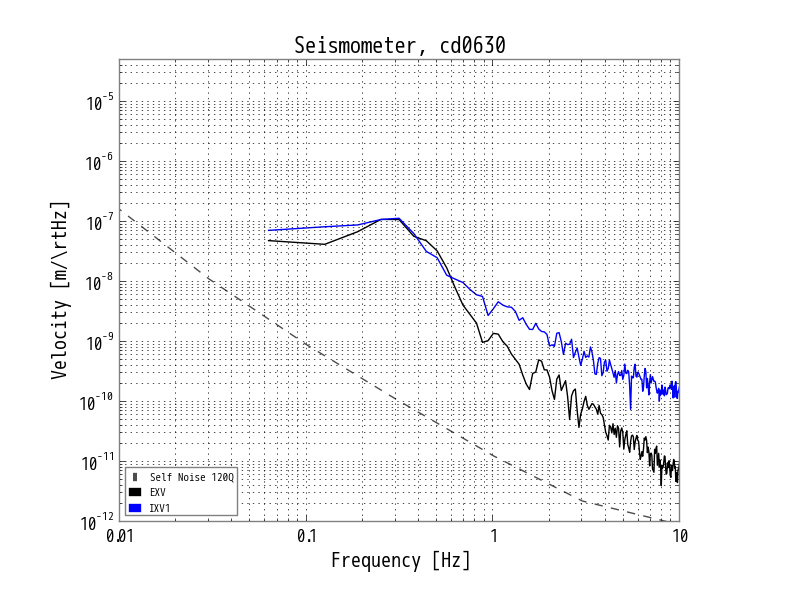 Seismometer, cd0630
Velocity [m/\rtHz]
10^-5
10^-6
10^-7
10^-8
10^-9
10^-10
10^-11
10^-12
Self Noise 120Q
EXV
IXV1
0.01 0.1 1 10
Frequency [Hz]